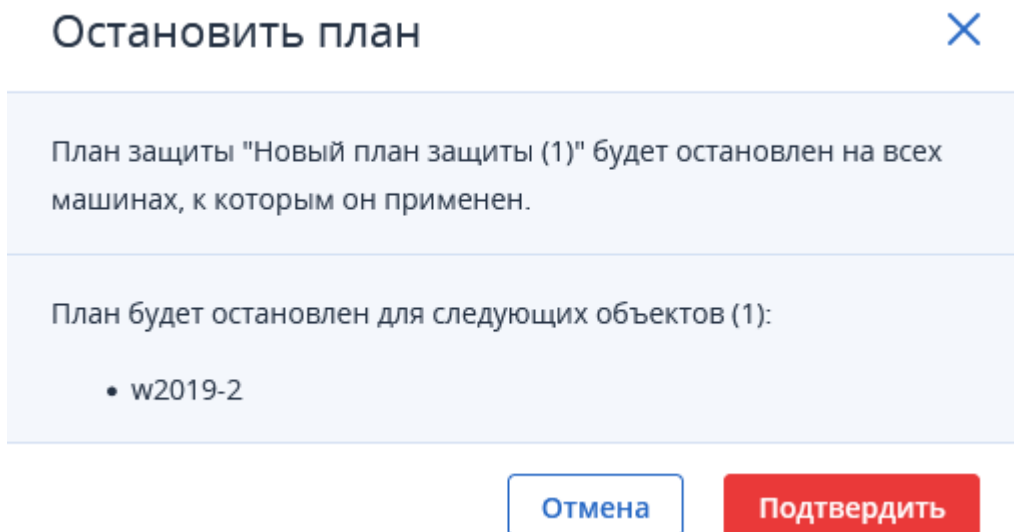 Остановить план
План защиты "Новый план защиты (1)" будет остановлен на всех
машинах, к которым он применен.
План будет остановлен для следующих объектов (1):
• w2019-2
Отмена
Подтвердить